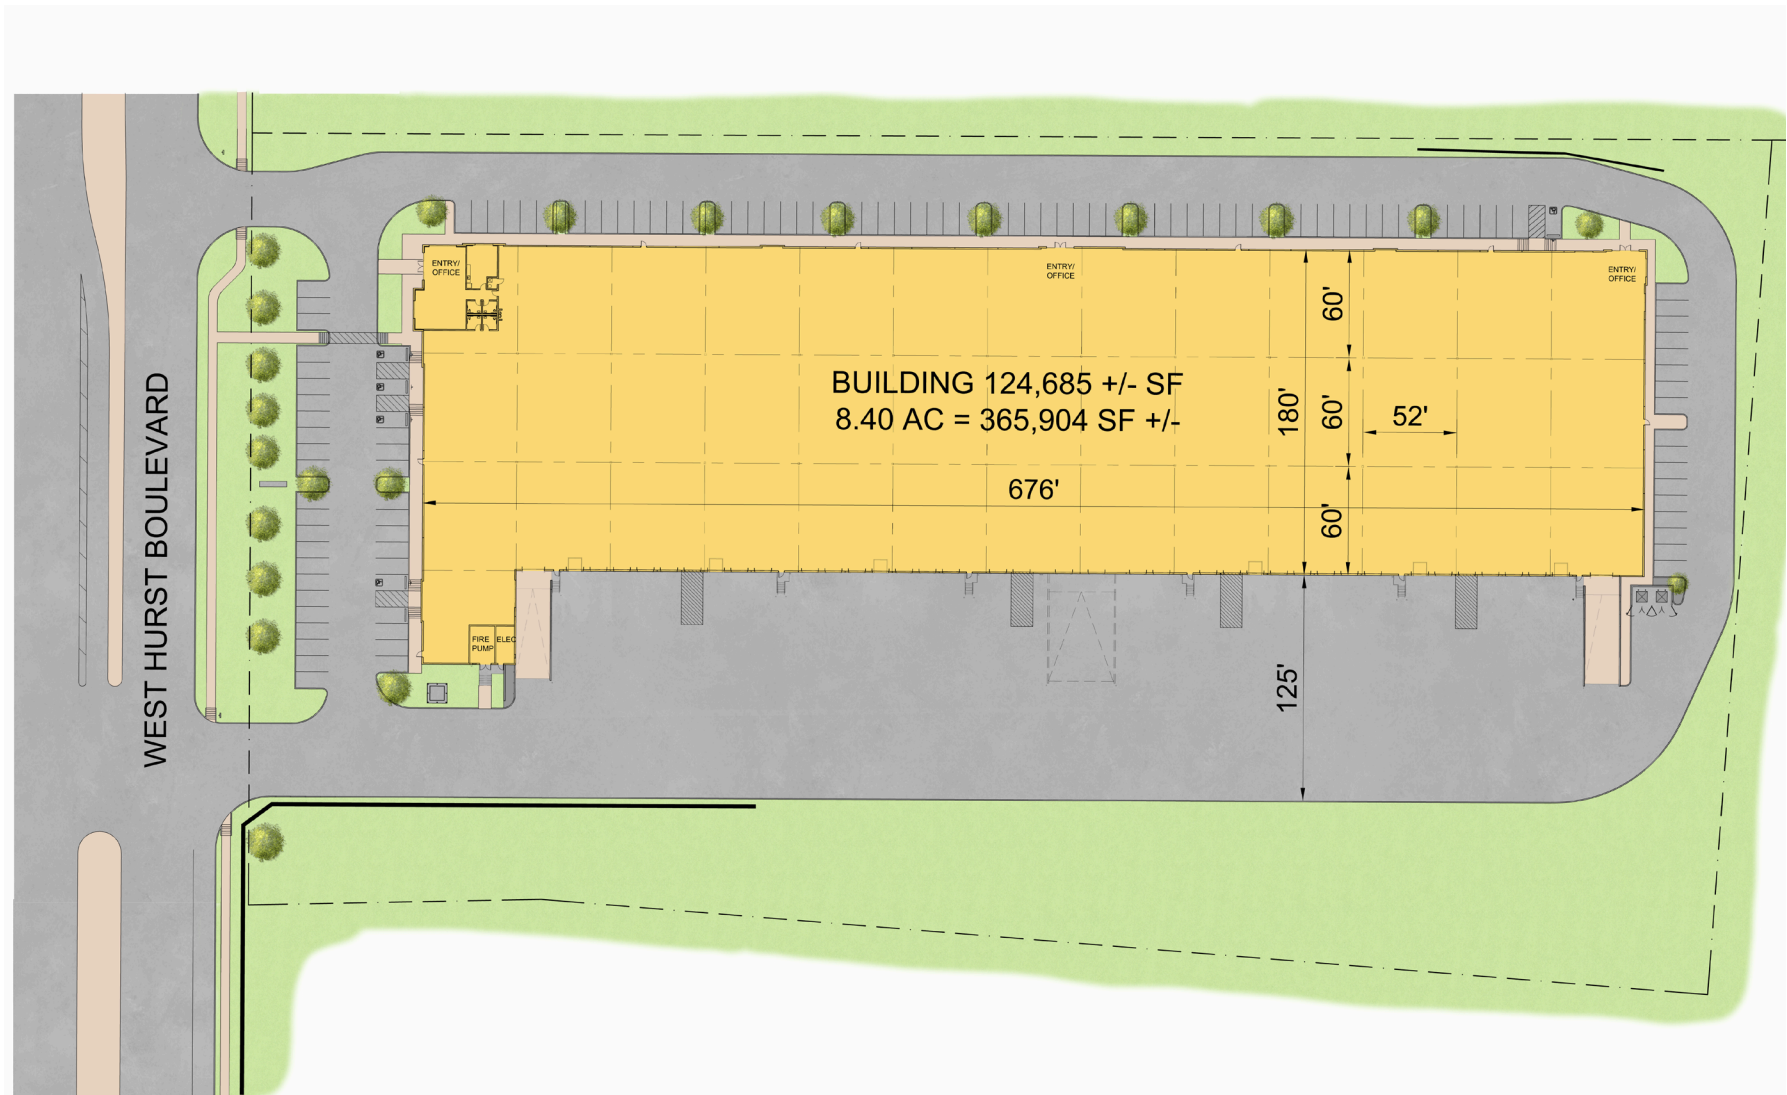 ENTRY/
OFFICE
ENTRY/
OFFICE
ENTRY/
OFFICE
BUILDING 124,685 +/- SF
8.40 AC = 365,904 SF +/-
60'
180'
60'
52'
676'
60'
125'
FIRE
PUMP
ELEC
WEST HURST BOULEVARD